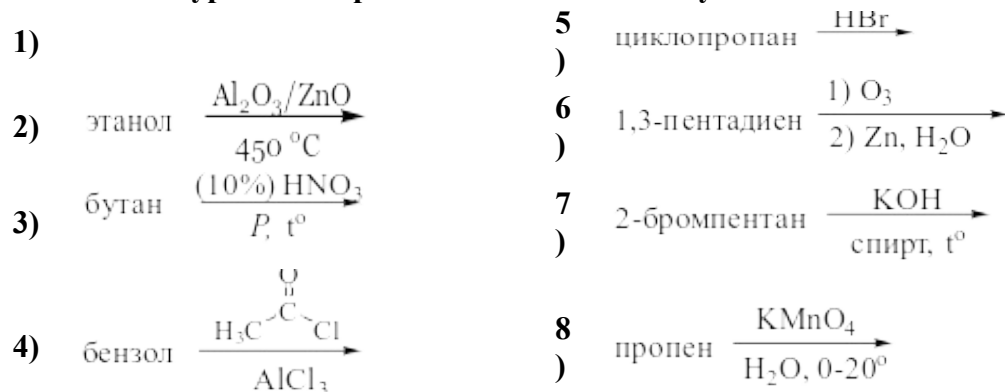 1)
2) этанол Al₂O₃/ZnO
450 °C
3) бутан (10%) HNO₃
P, t°
4) бензол H₃C C O Cl
AlCl₃
5) циклопропан HBr
6) 1,3-пентадиен 1) O₃
2) Zn, H₂O
7) 2-бромпентан KOH
спирт, t°
8) пропен KMnO₄
H₂O, 0-20°